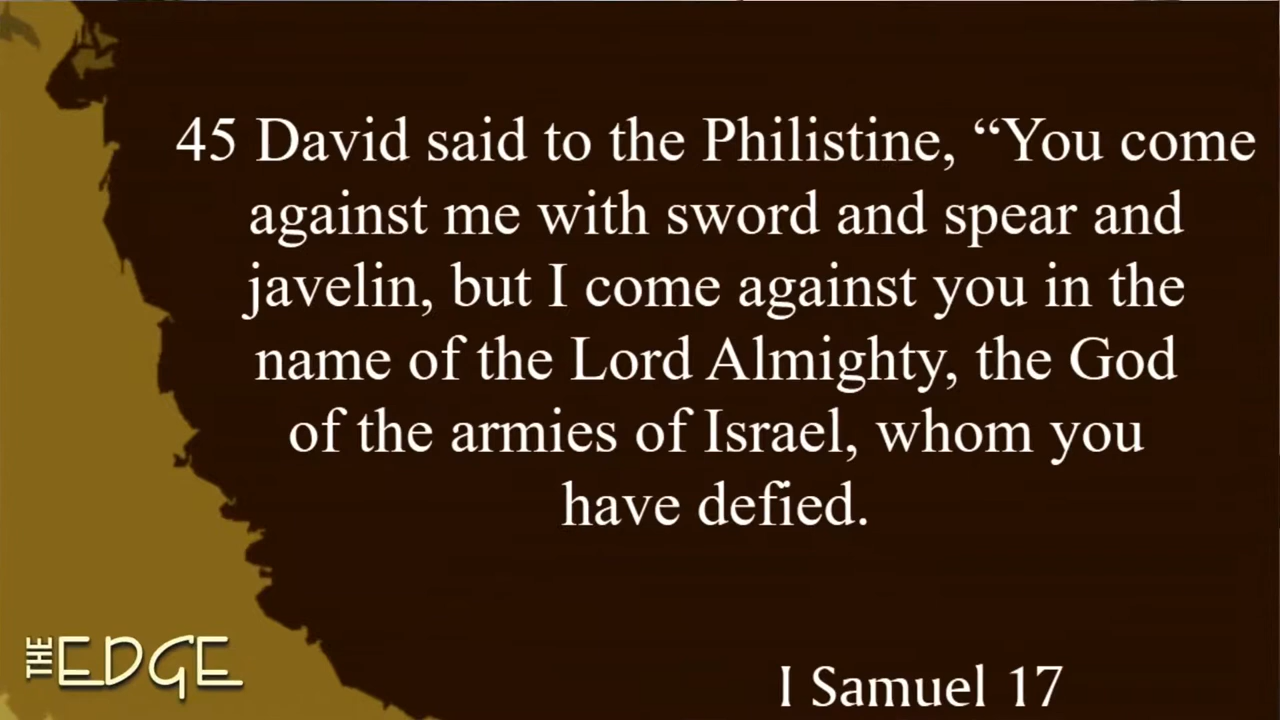 45 David said to the Philistine, “You come
against me with sword and spear and
javelin, but I come against you in the
name of the Lord Almighty, the God
of the armies of Israel, whom you
have defied.
THE EDGE
I Samuel 17